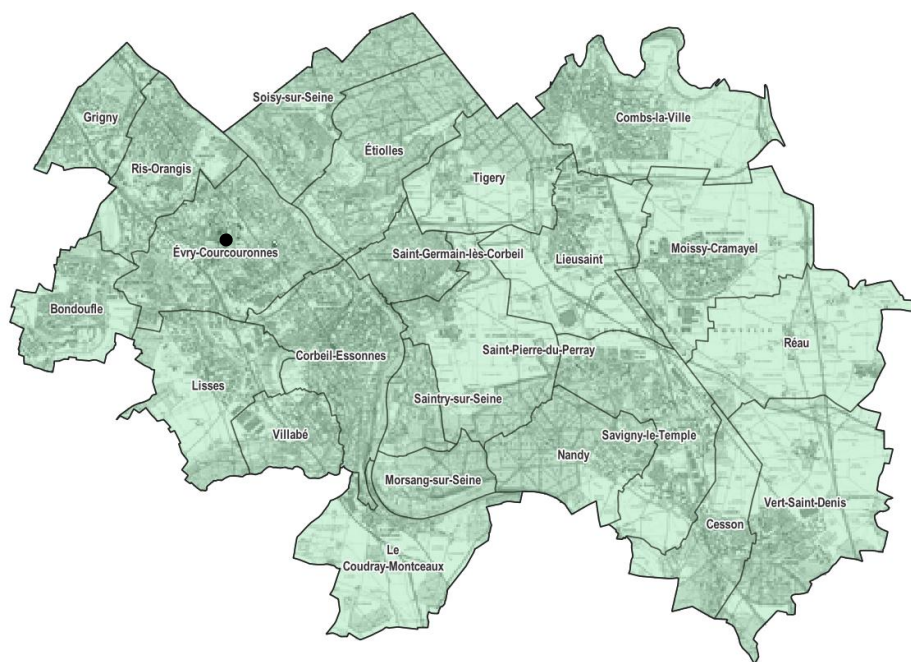 Soisy-sur-Seine
Combs-la-Ville
Grigny
Étiolles
Ris-Orangis
Tigery
Évry-Courcouronnes
Saint-Germain-lès-Corbeil
Lieusaint
Moissy-Cramayel
Bondoufle
Réau
Saint-Pierre-du-Perray
Corbeil-Essonnes
Lisses
Saintry-sur-Seine
Villabé
Savigny-le-Temple
Nandy
Morsang-sur-Seine
Vert-Saint-Denis
Cesson
Le
Coudray-Montceaux